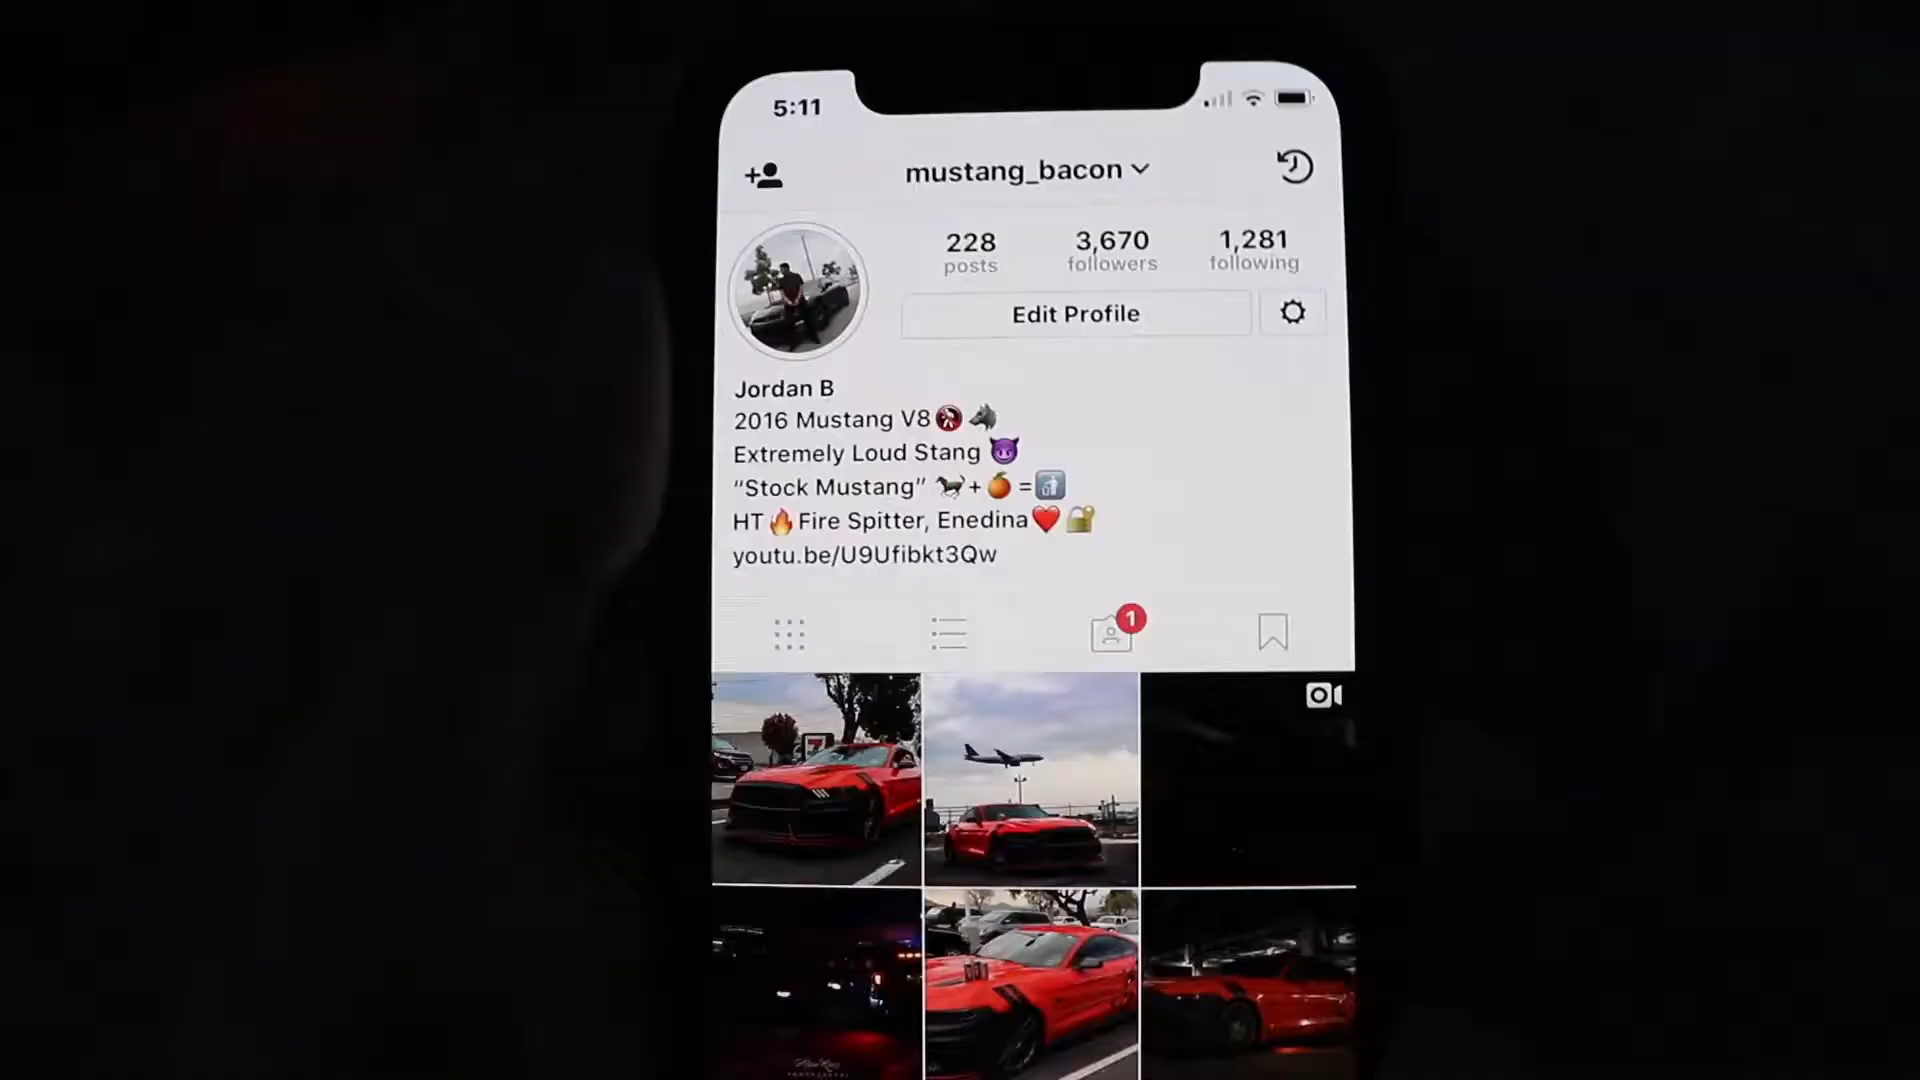 5:11
mustang_bacon
228 3,670 1,281
posts followers following
Edit Profile
Jordan B
2016 Mustang V8
Extremely Loud Stang
“Stock Mustang” + =
HT Fire Spitter, Enedina
youtu.be/U9Ufibkt3Qw
1